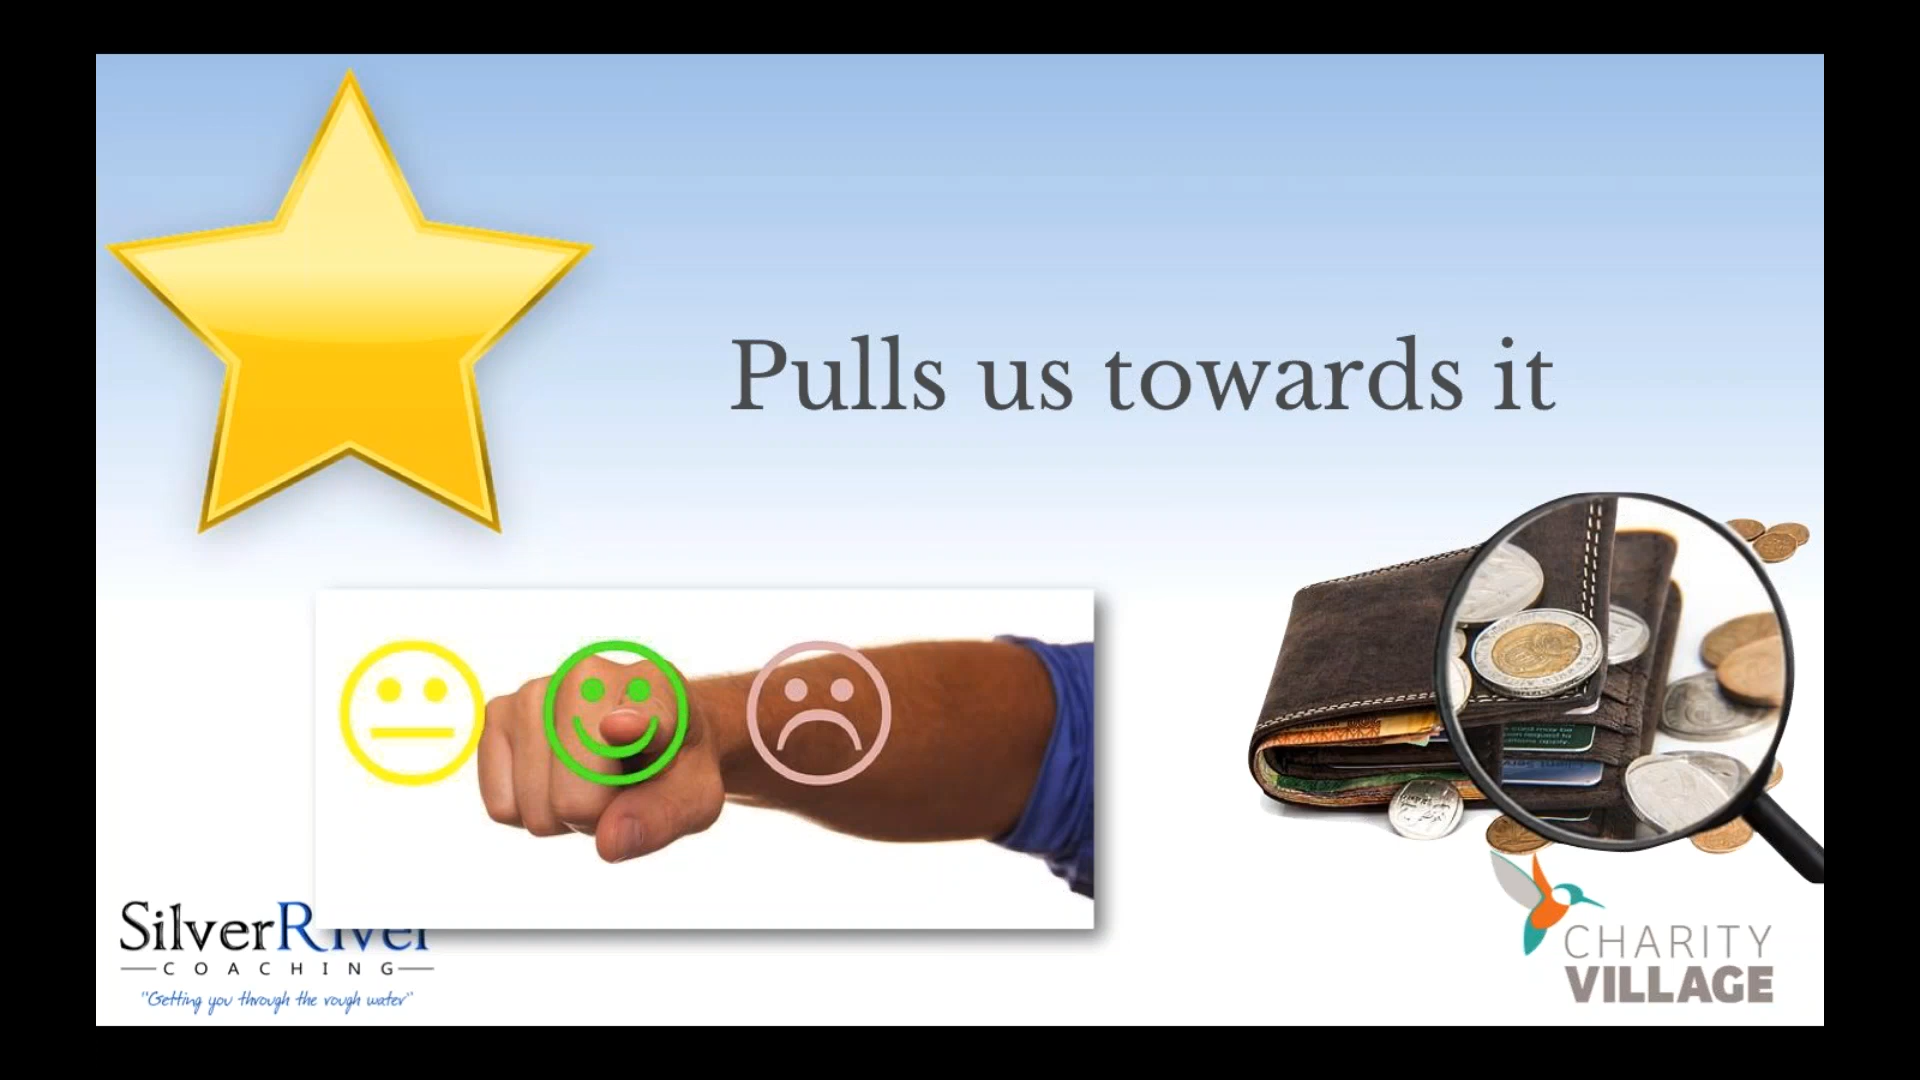 Pulls us towards it
SilverRiver
COACHING
"Getting you through the rough water"
CHARITY
VILLAGE